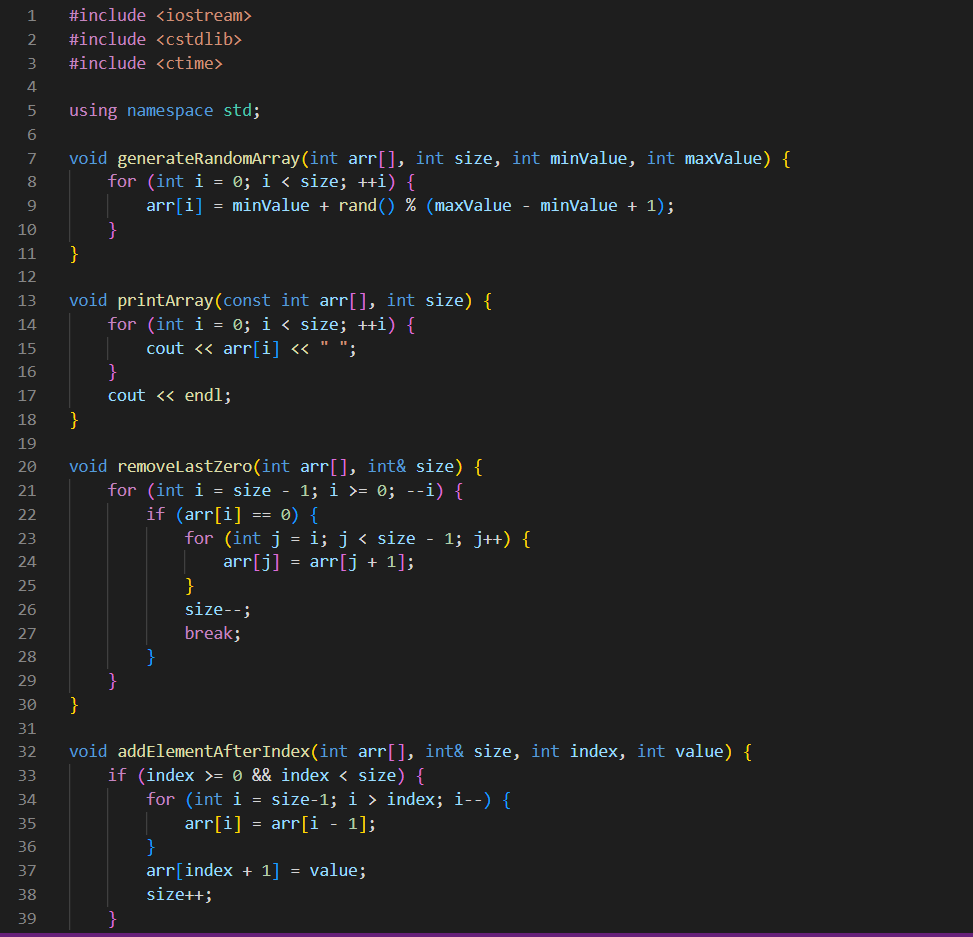 1 #include <iostream>
2 #include <cstdlib>
3 #include <ctime>
4
5 using namespace std;
6
7 void generateRandomArray(int arr[], int size, int minValue, int maxValue) {
8     for (int i = 0; i < size; ++i) {
9         arr[i] = minValue + rand() % (maxValue - minValue + 1);
10     }
11 }
12
13 void printArray(const int arr[], int size) {
14     for (int i = 0; i < size; ++i) {
15         cout << arr[i] << " ";
16     }
17     cout << endl;
18 }
19
20 void removeLastZero(int arr[], int& size) {
21     for (int i = size - 1; i >= 0; --i) {
22         if (arr[i] == 0) {
23             for (int j = i; j < size - 1; j++) {
24                 arr[j] = arr[j + 1];
25             }
26             size--;
27             break;
28         }
29     }
30 }
31
32 void addElementAfterIndex(int arr[], int& size, int index, int value) {
33     if (index >= 0 && index < size) {
34         for (int i = size-1; i > index; i--) {
35             arr[i] = arr[i - 1];
36         }
37         arr[index + 1] = value;
38         size++;
39     }